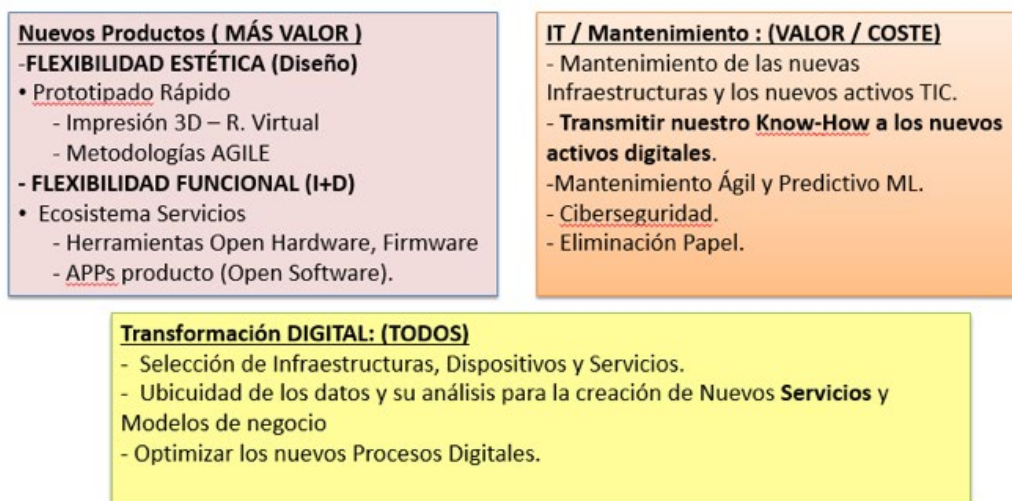 Nuevos Productos ( MÁS VALOR )
-FLEXIBILIDAD ESTÉTICA (Diseño)
• Prototipado Rápido
- Impresión 3D – R. Virtual
- Metodologías AGILE
- FLEXIBILIDAD FUNCIONAL (I+D)
• Ecosistema Servicios
- Herramientas Open Hardware, Firmware
- APPs producto (Open Software).
IT / Mantenimiento : (VALOR / COSTE)
- Mantenimiento de las nuevas
Infraestructuras y los nuevos activos TIC.
- Transmitir nuestro Know-How a los nuevos
activos digitales.
-Mantenimiento Ágil y Predictivo ML.
- Ciberseguridad.
- Eliminación Papel.
Transformación DIGITAL: (TODOS)
- Selección de Infraestructuras, Dispositivos y Servicios.
- Ubicuidad de los datos y su análisis para la creación de Nuevos Servicios y
Modelos de negocio
- Optimizar los nuevos Procesos Digitales.